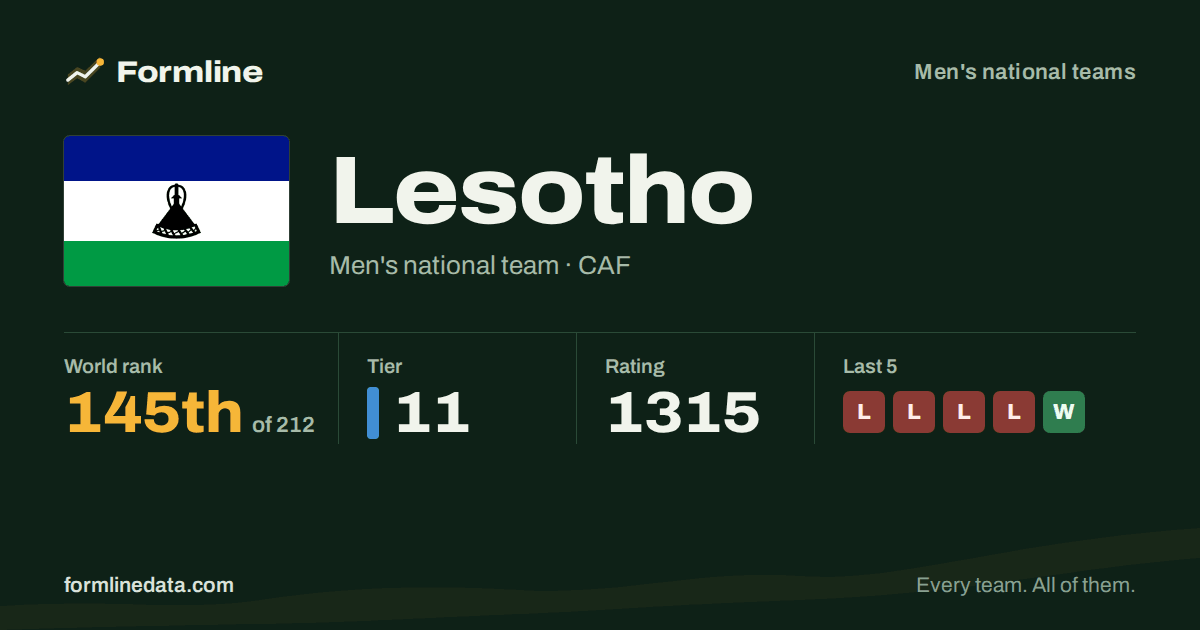 Formline
Men's national teams
Lesotho
Men's national team · CAF
World rank
145th of 212
Tier
11
Rating
1315
Last 5
L L L L W
formlinedata.com
Every team. All of them.